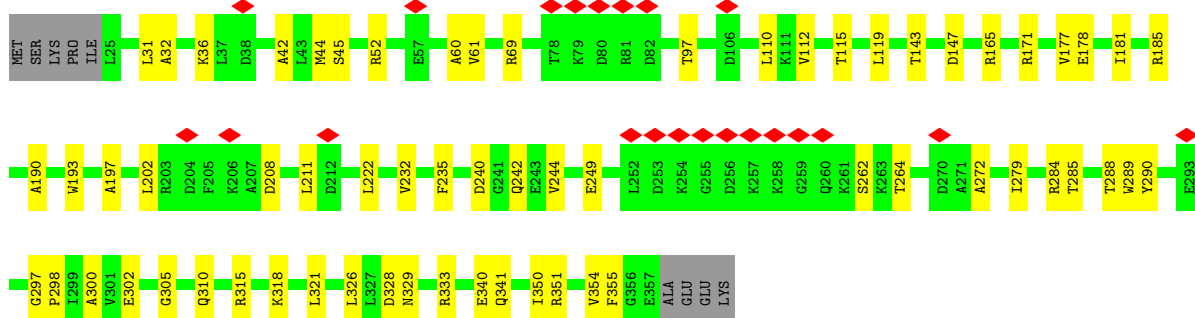 MET SER LYS PRO ILE L25 L31 A32 K36 L37 D38 A42 L43 M44 S45 R52 E57 A60 V61 R69 T78 K79 D80 R81 D82 T97 D106 L110 K111 V112 T115 L119 T143 D147 R165 R171 V177 E178 I181 R185
A190 W193 A197 L202 R203 D204 F205 K206 A207 D208 L211 D212 L222 V232 F235 D240 G241 Q242 E243 V244 E249 L252 D253 K254 G255 D256 K257 K258 G259 Q260 K261 S262 K263 T264 D270 A271 A272 I279 R284 T285 T288 W289 Y290 E293
G297 P298 I299 A300 V301 E302 G305 Q310 R315 K318 L321 L326 L327 D328 N329 R333 E340 Q341 I350 R351 V354 F355 G356 E357 ALA GLU GLU LYS